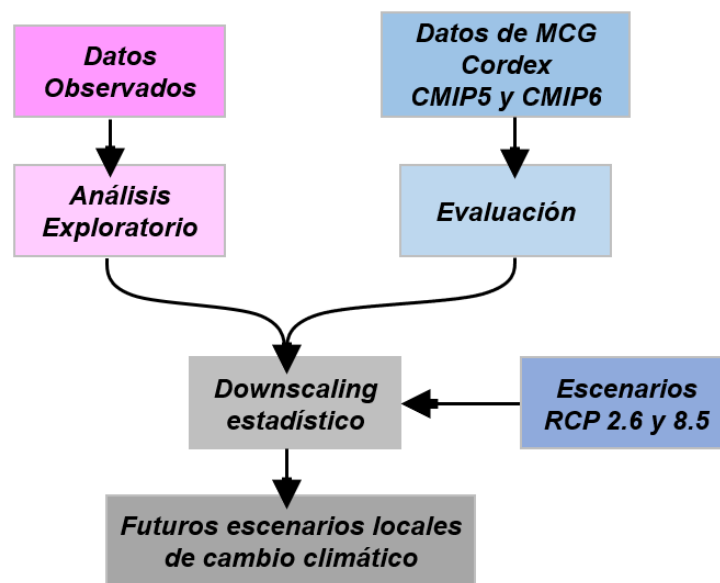 Datos
Observados
Datos de MCG
Cordex
CMIP5 y CMIP6
Análisis
Exploratorio
Evaluación
Downscaling
estadístico
Escenarios
RCP 2.6 y 8.5
Futuros escenarios locales
de cambio climático